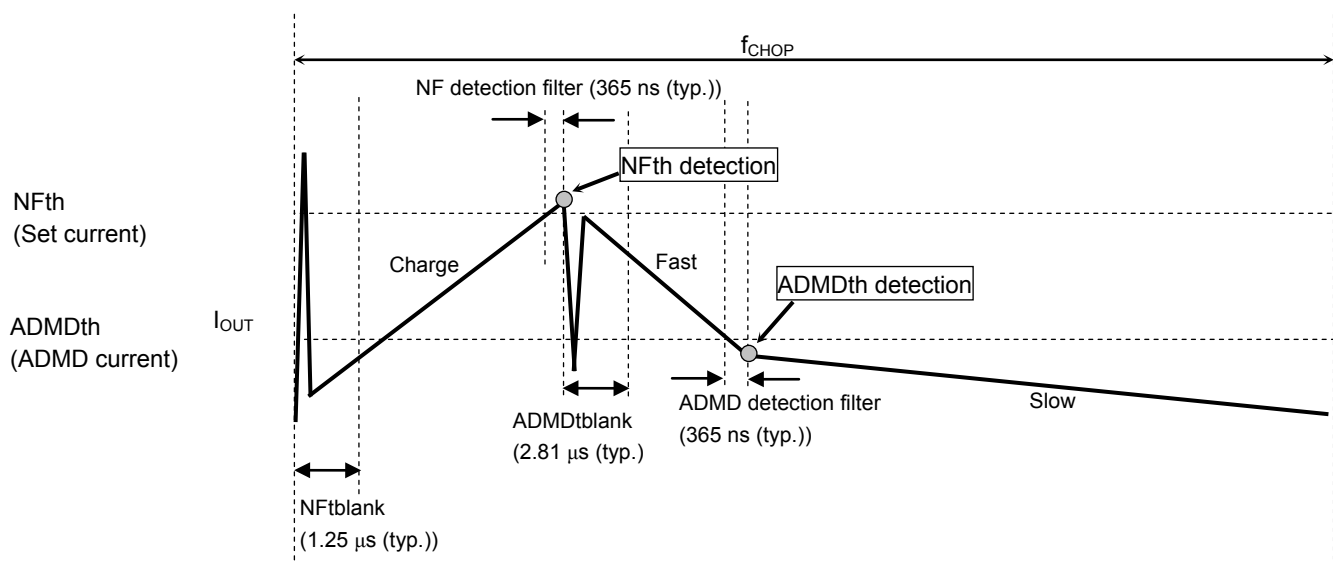 fCHOP
NF detection filter (365 ns (typ.))
NFth detection
NFth
(Set current)
Charge
Fast
ADMDth detection
ADMDth
(ADMD current)
IOUT
ADMDtblank
(2.81 μs (typ.)
ADMD detection filter
(365 ns (typ.))
Slow
NFtblank
(1.25 μs (typ.))